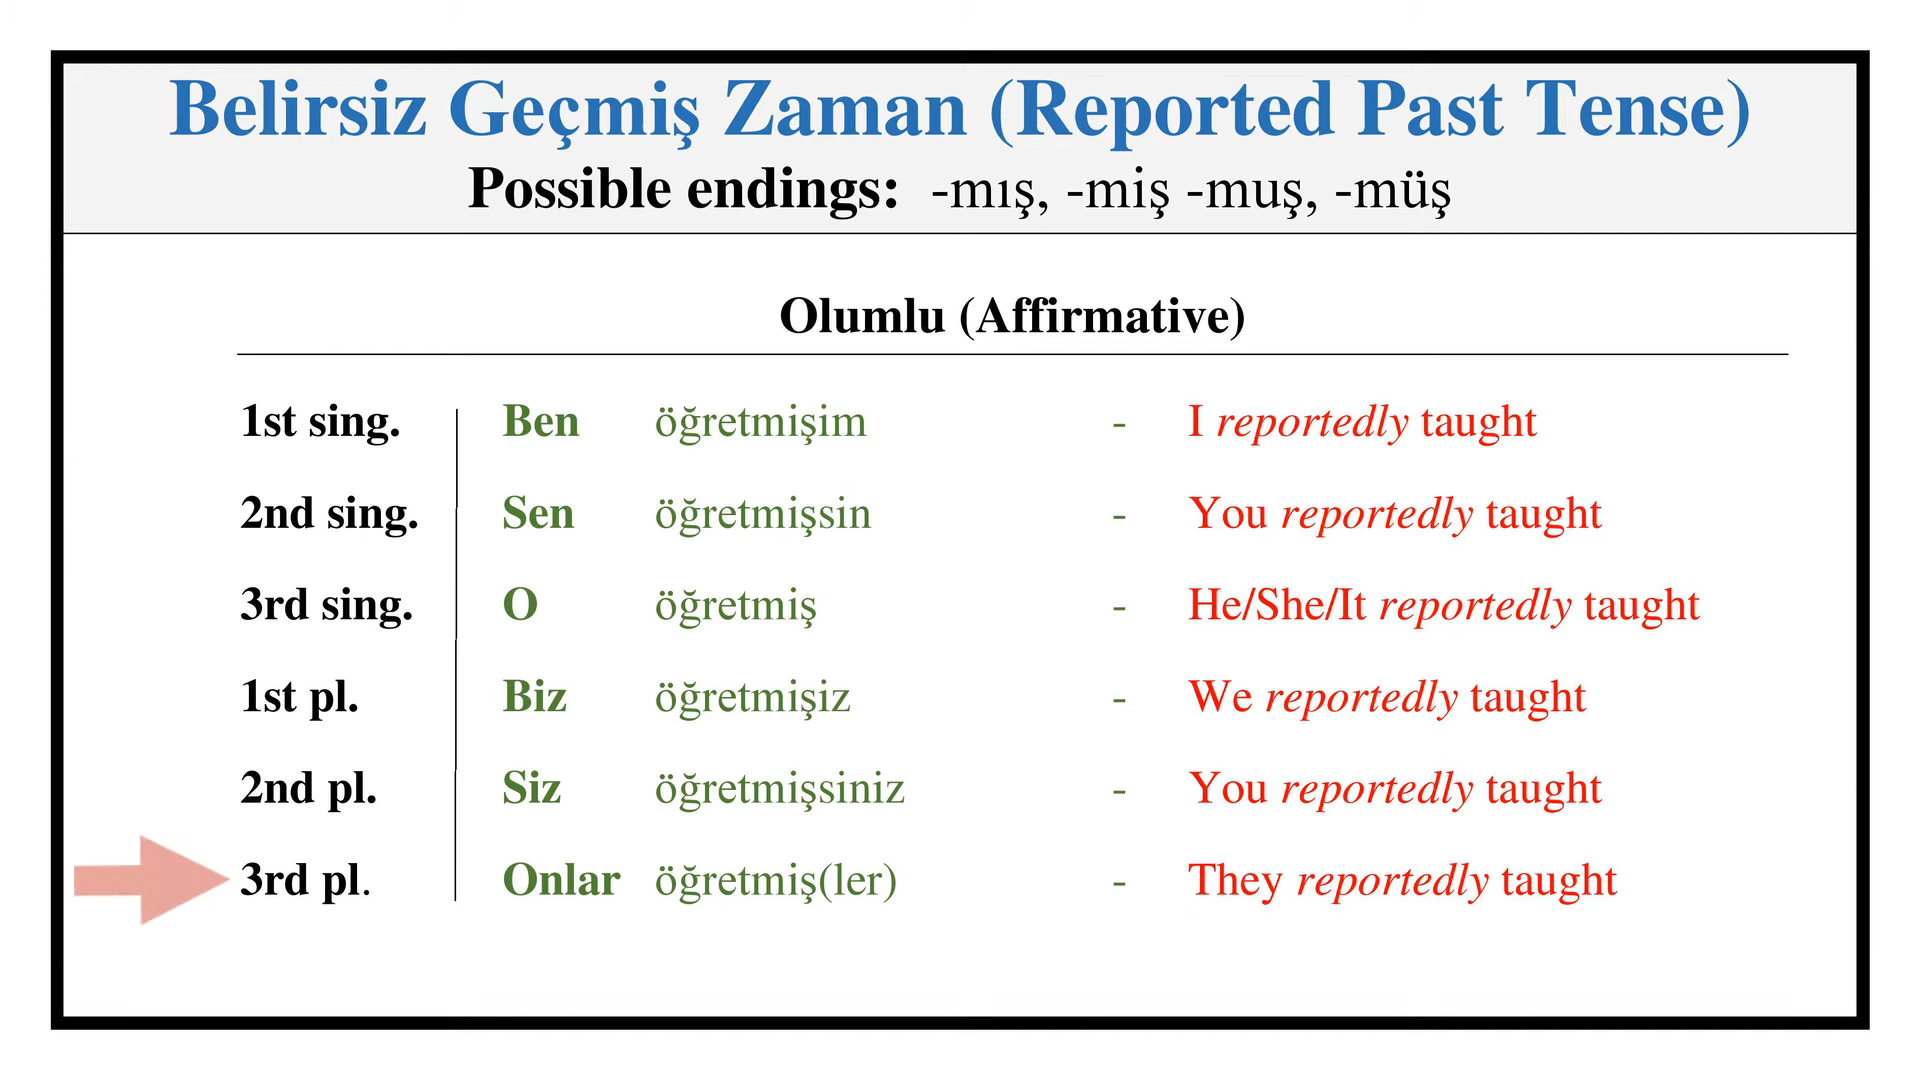 Belirsiz Geçmiş Zaman (Reported Past Tense)
Possible endings: -mış, -miş -muş, -müş
Olumlu (Affirmative)
1st sing. Ben öğretmişim - I reportedly taught
2nd sing. Sen öğretmişsin - You reportedly taught
3rd sing. O öğretmiş - He/She/It reportedly taught
1st pl. Biz öğretmişiz - We reportedly taught
2nd pl. Siz öğretmişsiniz - You reportedly taught
3rd pl. Onlar öğretmiş(ler) - They reportedly taught